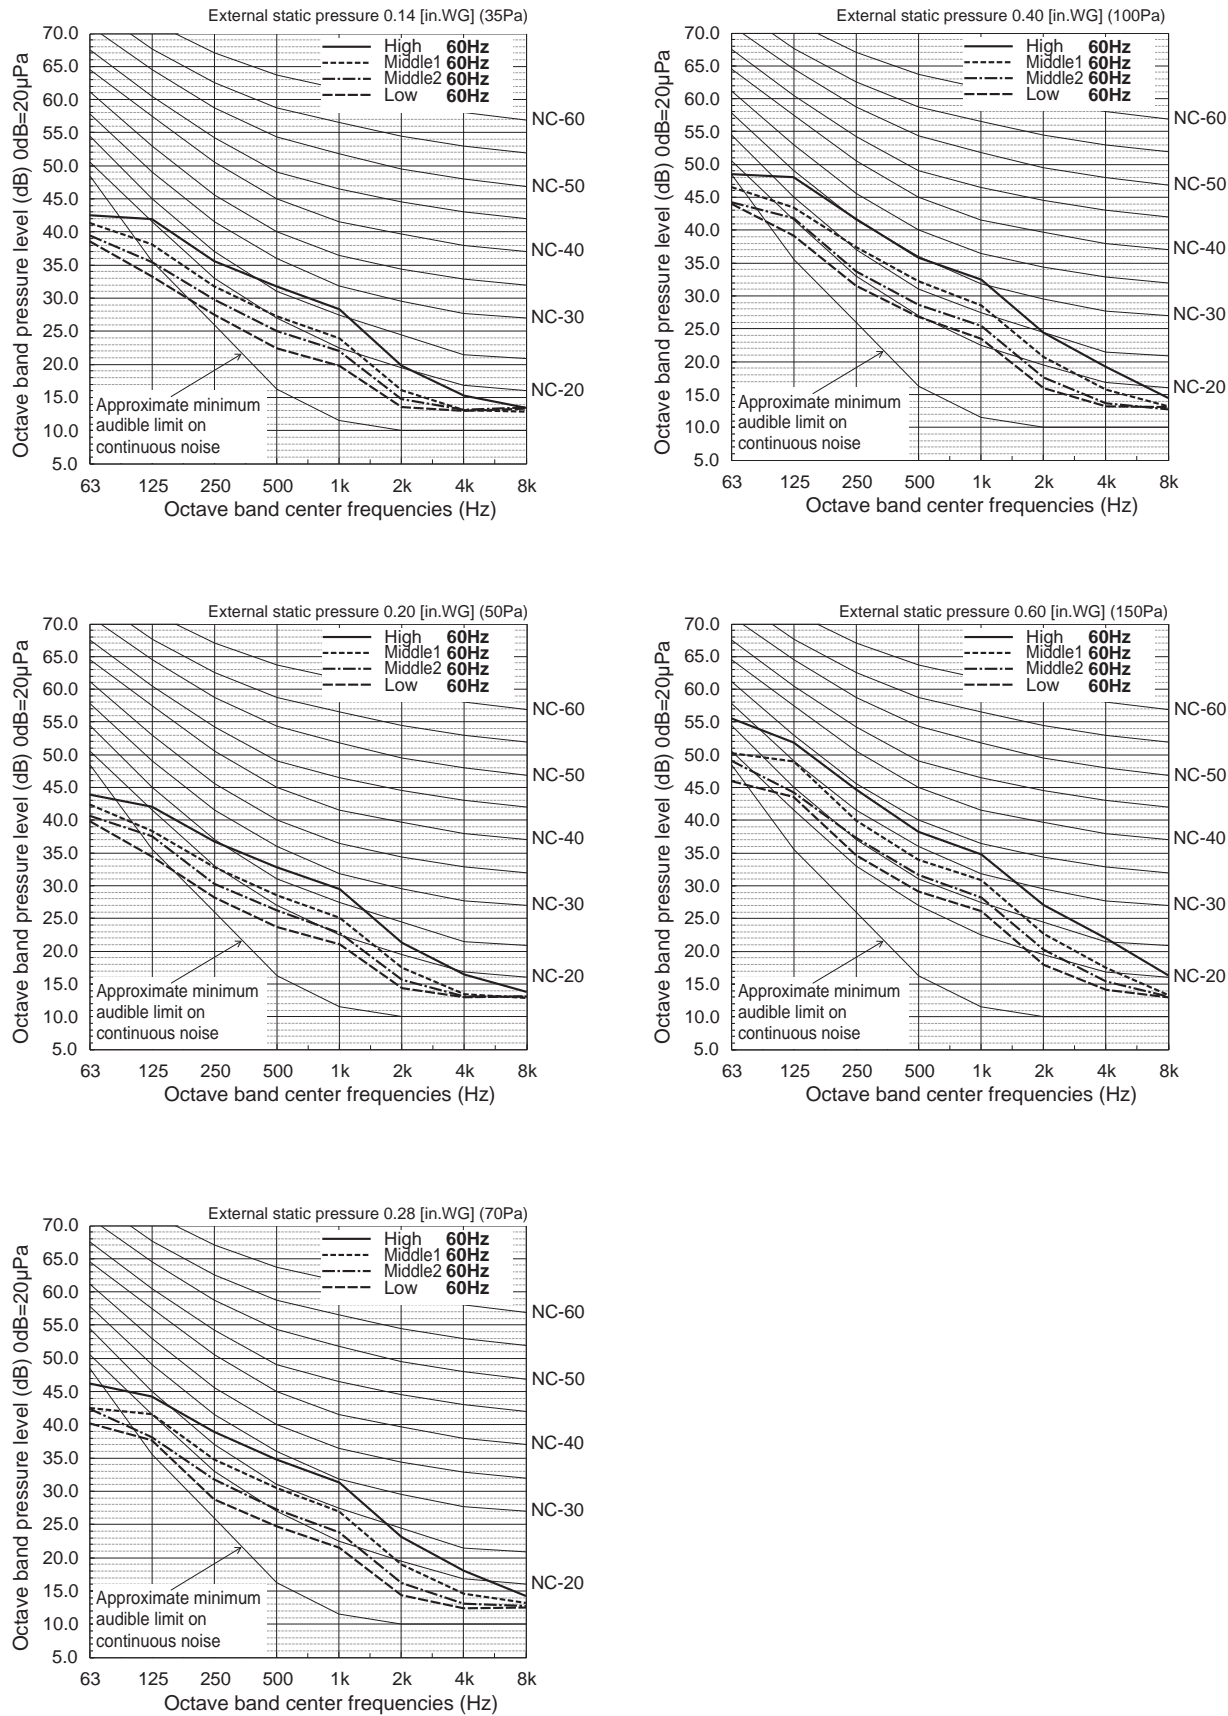 External static pressure 0.14 [in.WG] (35Pa)
Octave band pressure level (dB) 0dB=20µPa
70.0
65.0
60.0
55.0
50.0
45.0
40.0
35.0
30.0
25.0
20.0
15.0
10.0
5.0
High 60Hz
Middle1 60Hz
Middle2 60Hz
Low 60Hz
NC-60
NC-50
NC-40
NC-30
NC-20
Approximate minimum
audible limit on
continuous noise
63 125 250 500 1k 2k 4k 8k
Octave band center frequencies (Hz)
External static pressure 0.40 [in.WG] (100Pa)
Octave band pressure level (dB) 0dB=20µPa
70.0
65.0
60.0
55.0
50.0
45.0
40.0
35.0
30.0
25.0
20.0
15.0
10.0
5.0
High 60Hz
Middle1 60Hz
Middle2 60Hz
Low 60Hz
NC-60
NC-50
NC-40
NC-30
NC-20
Approximate minimum
audible limit on
continuous noise
63 125 250 500 1k 2k 4k 8k
Octave band center frequencies (Hz)
External static pressure 0.20 [in.WG] (50Pa)
Octave band pressure level (dB) 0dB=20µPa
70.0
65.0
60.0
55.0
50.0
45.0
40.0
35.0
30.0
25.0
20.0
15.0
10.0
5.0
High 60Hz
Middle1 60Hz
Middle2 60Hz
Low 60Hz
NC-60
NC-50
NC-40
NC-30
NC-20
Approximate minimum
audible limit on
continuous noise
63 125 250 500 1k 2k 4k 8k
Octave band center frequencies (Hz)
External static pressure 0.60 [in.WG] (150Pa)
Octave band pressure level (dB) 0dB=20µPa
70.0
65.0
60.0
55.0
50.0
45.0
40.0
35.0
30.0
25.0
20.0
15.0
10.0
5.0
High 60Hz
Middle1 60Hz
Middle2 60Hz
Low 60Hz
NC-60
NC-50
NC-40
NC-30
NC-20
Approximate minimum
audible limit on
continuous noise
63 125 250 500 1k 2k 4k 8k
Octave band center frequencies (Hz)
External static pressure 0.28 [in.WG] (70Pa)
Octave band pressure level (dB) 0dB=20µPa
70.0
65.0
60.0
55.0
50.0
45.0
40.0
35.0
30.0
25.0
20.0
15.0
10.0
5.0
High 60Hz
Middle1 60Hz
Middle2 60Hz
Low 60Hz
NC-60
NC-50
NC-40
NC-30
NC-20
Approximate minimum
audible limit on
continuous noise
63 125 250 500 1k 2k 4k 8k
Octave band center frequencies (Hz)